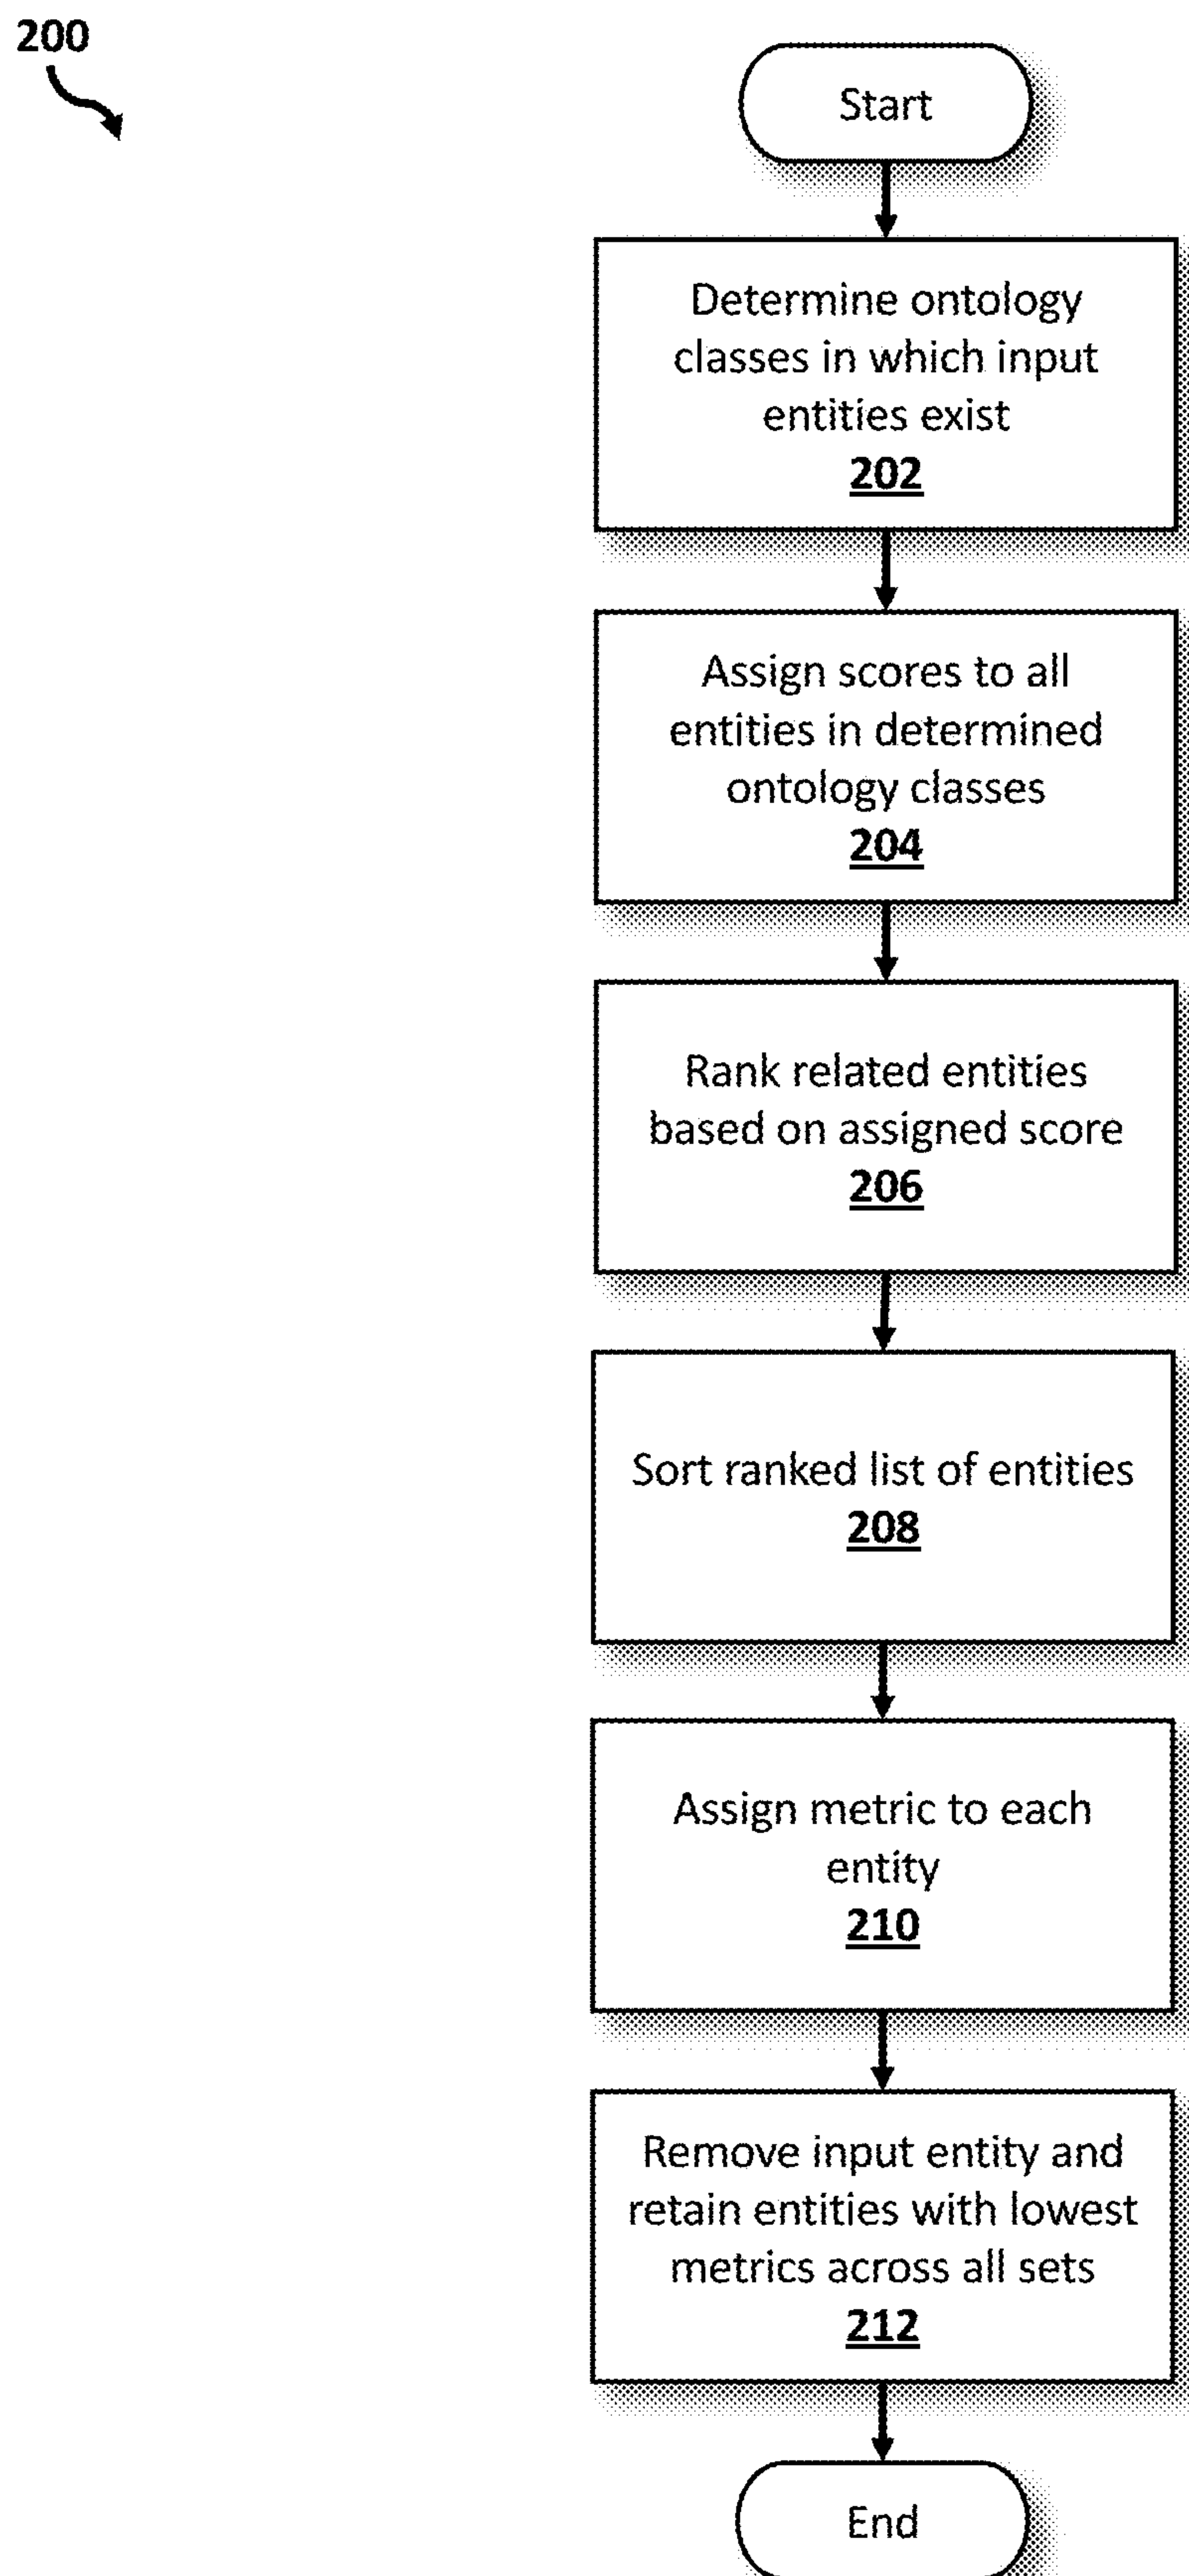 200
Start
Determine ontology
classes in which input
entities exist
202
Assign scores to all
entities in determined
ontology classes
204
Rank related entities
based on assigned score
206
Sort ranked list of entities
208
Assign metric to each
entity
210
Remove input entity and
retain entities with lowest
metrics across all sets
212
End